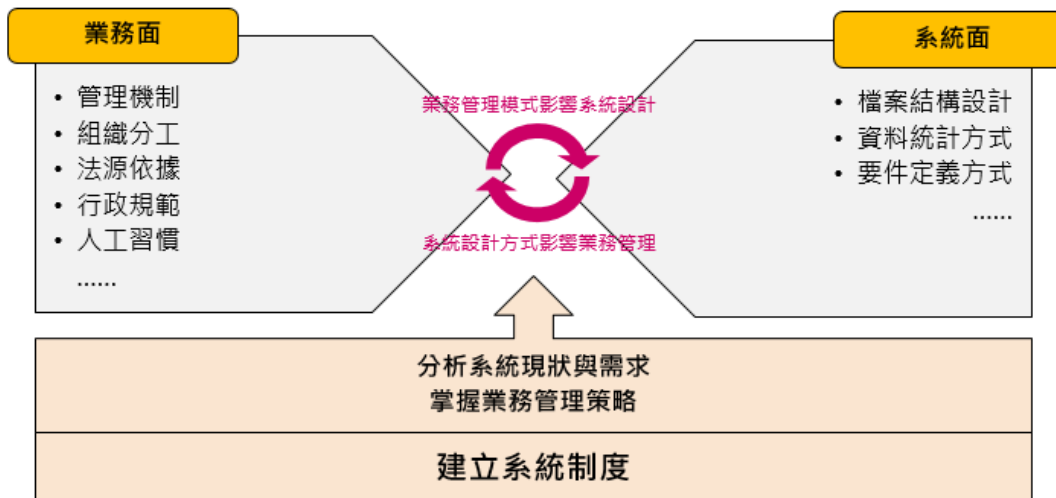 業務面
• 管理機制
• 組織分工
• 法源依據
• 行政規範
• 人工習慣
......
業務管理模式影響系統設計
系統設計方式影響業務管理
系統面
• 檔案結構設計
• 資料統計方式
• 要件定義方式
......
分析系統現狀與需求
掌握業務管理策略
建立系統制度